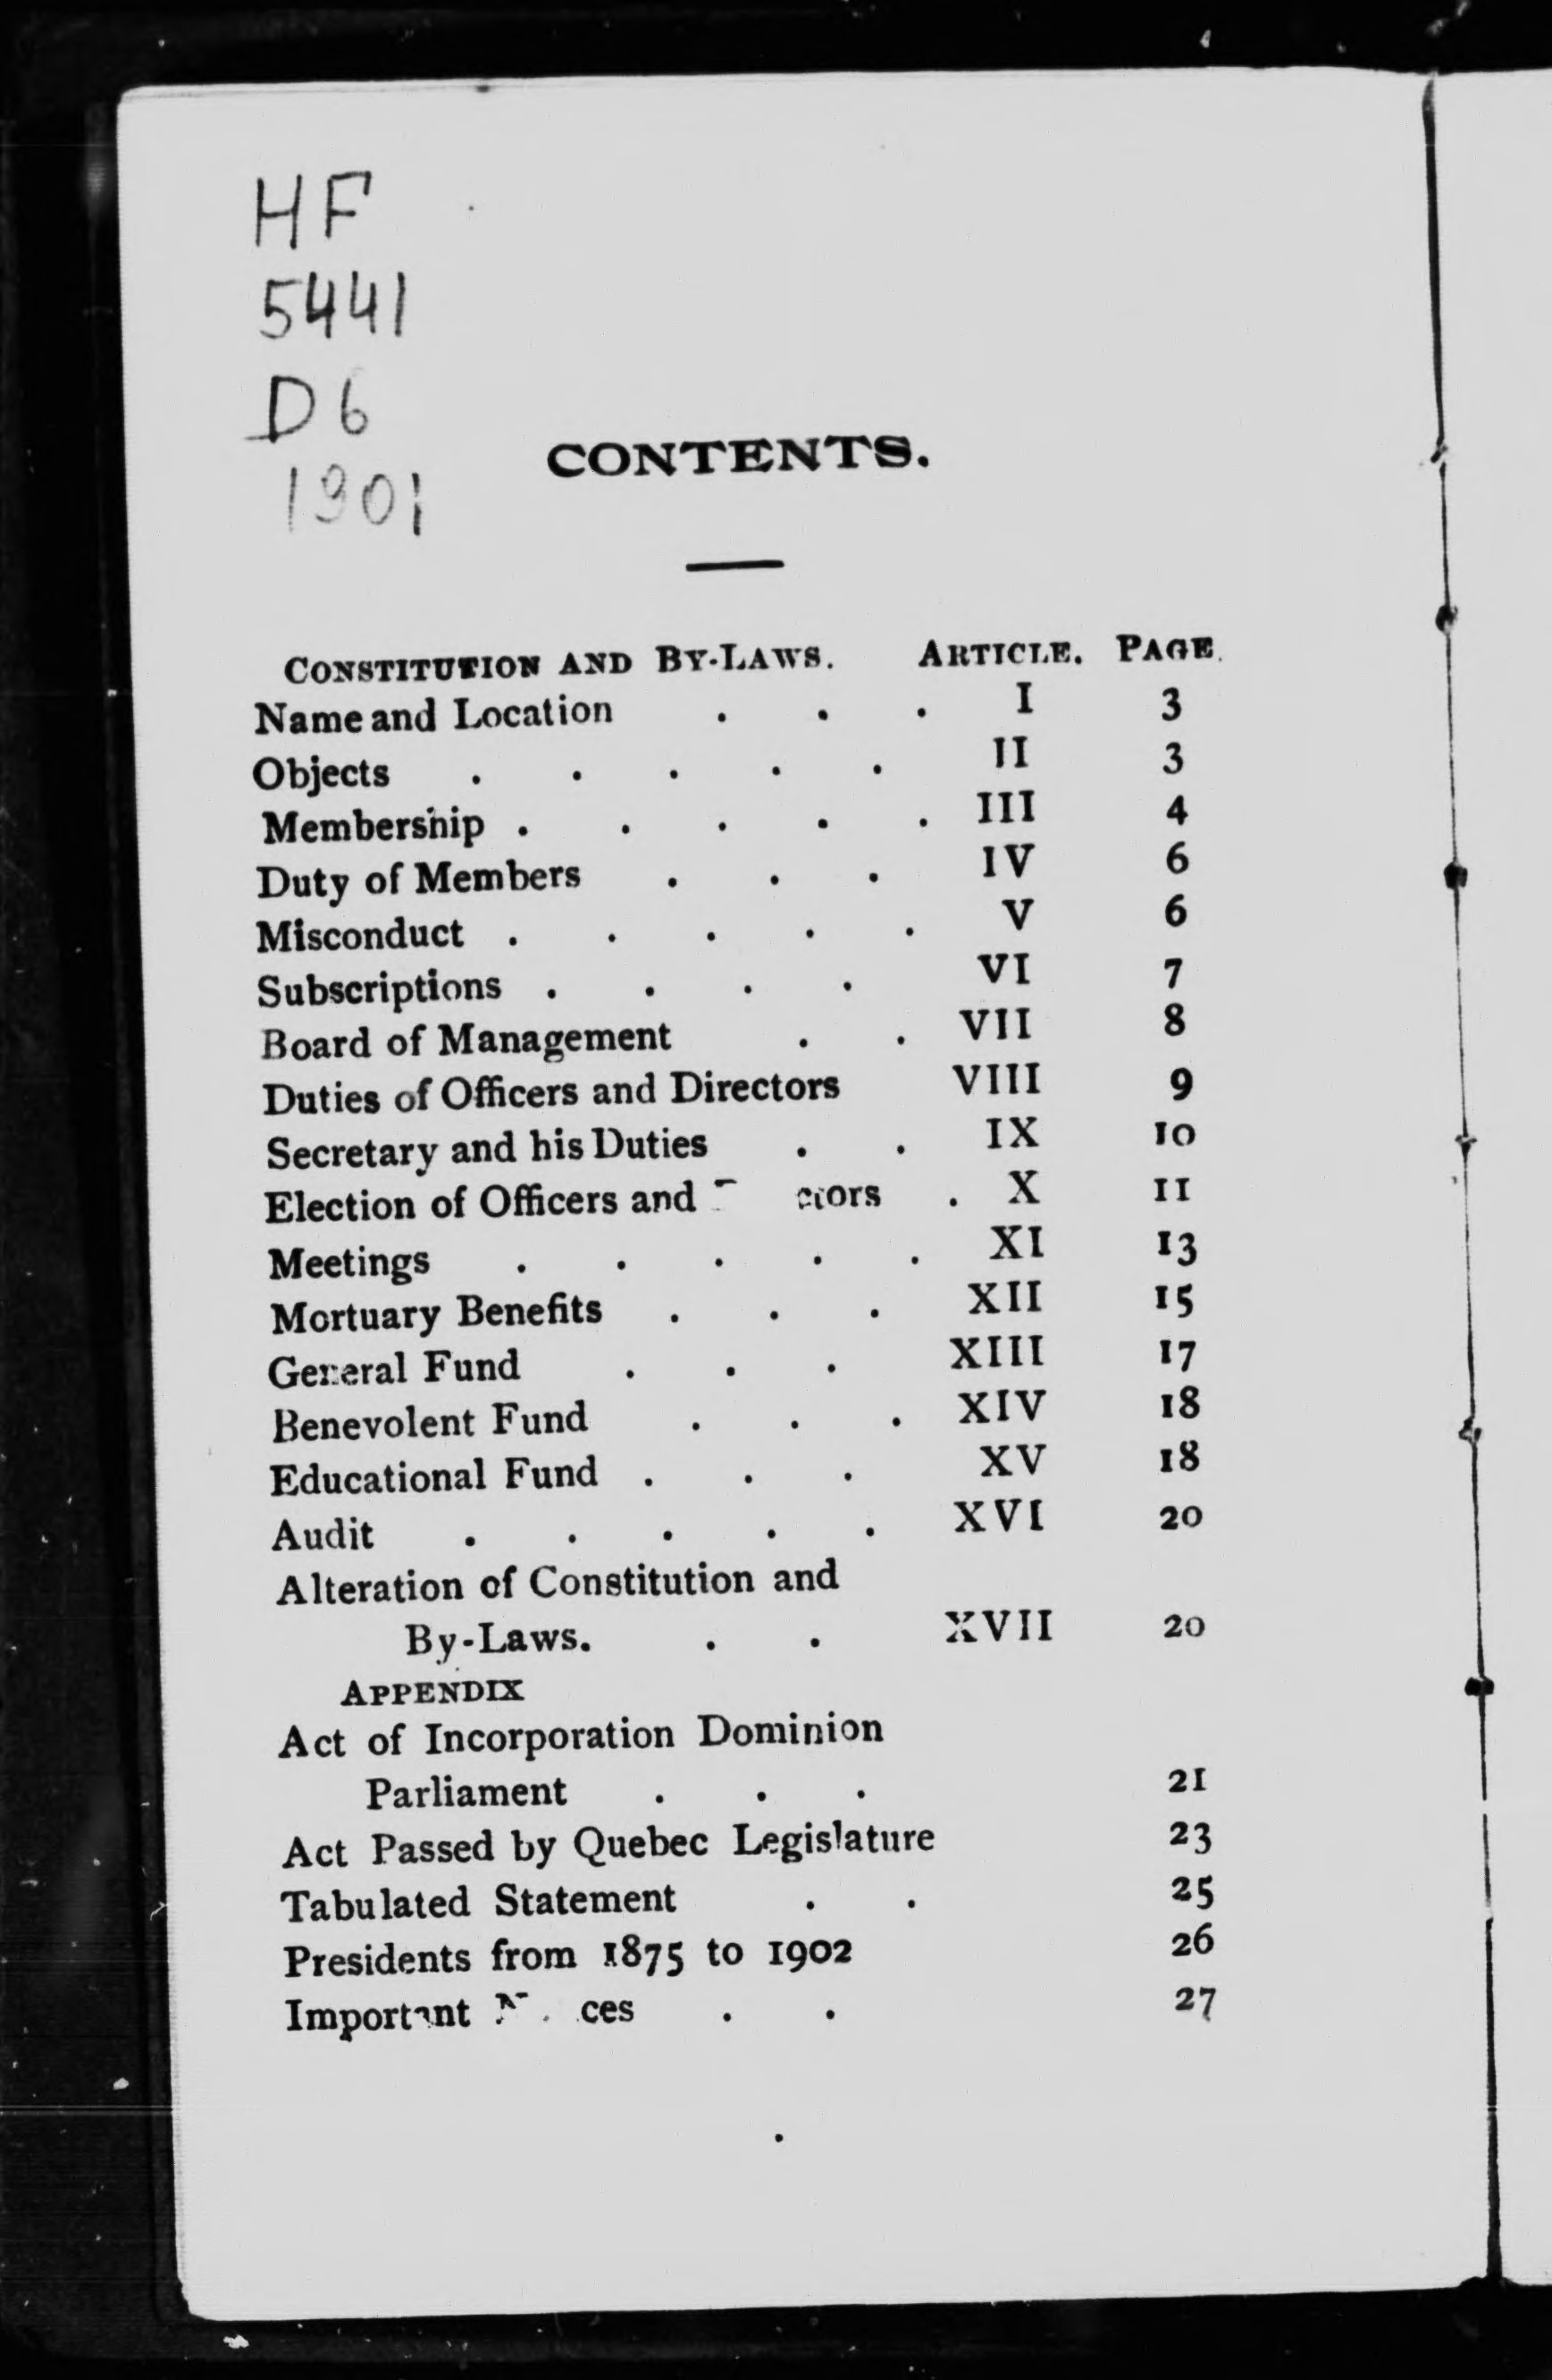 HF
5441
D6
1901
CONTENTS.
CONSTITUTION AND BY-LAWS. ARTICLE. PAGE.
Name and Location . . . I 3
Objects . . . . . II 3
Membership . . . . . III 4
Duty of Members . . . IV 6
Misconduct . . . . . V 6
Subscriptions . . . . VI 7
Board of Management . . VII 8
Duties of Officers and Directors VIII 9
Secretary and his Duties . . IX 10
Election of Officers and . X 11
Meetings . . . . . XI 13
Mortuary Benefits . . . XII 15
General Fund . . . XIII 17
Benevolent Fund . . . XIV 18
Educational Fund . . . XV 18
Audit . . . . . XVI 20
Alteration of Constitution and
By-Laws. . . XVII 20
APPENDIX
Act of Incorporation Dominion
Parliament . . . 21
Act Passed by Quebec Legislature 23
Tabulated Statement . . 25
Presidents from 1875 to 1902 26
Important . . 27